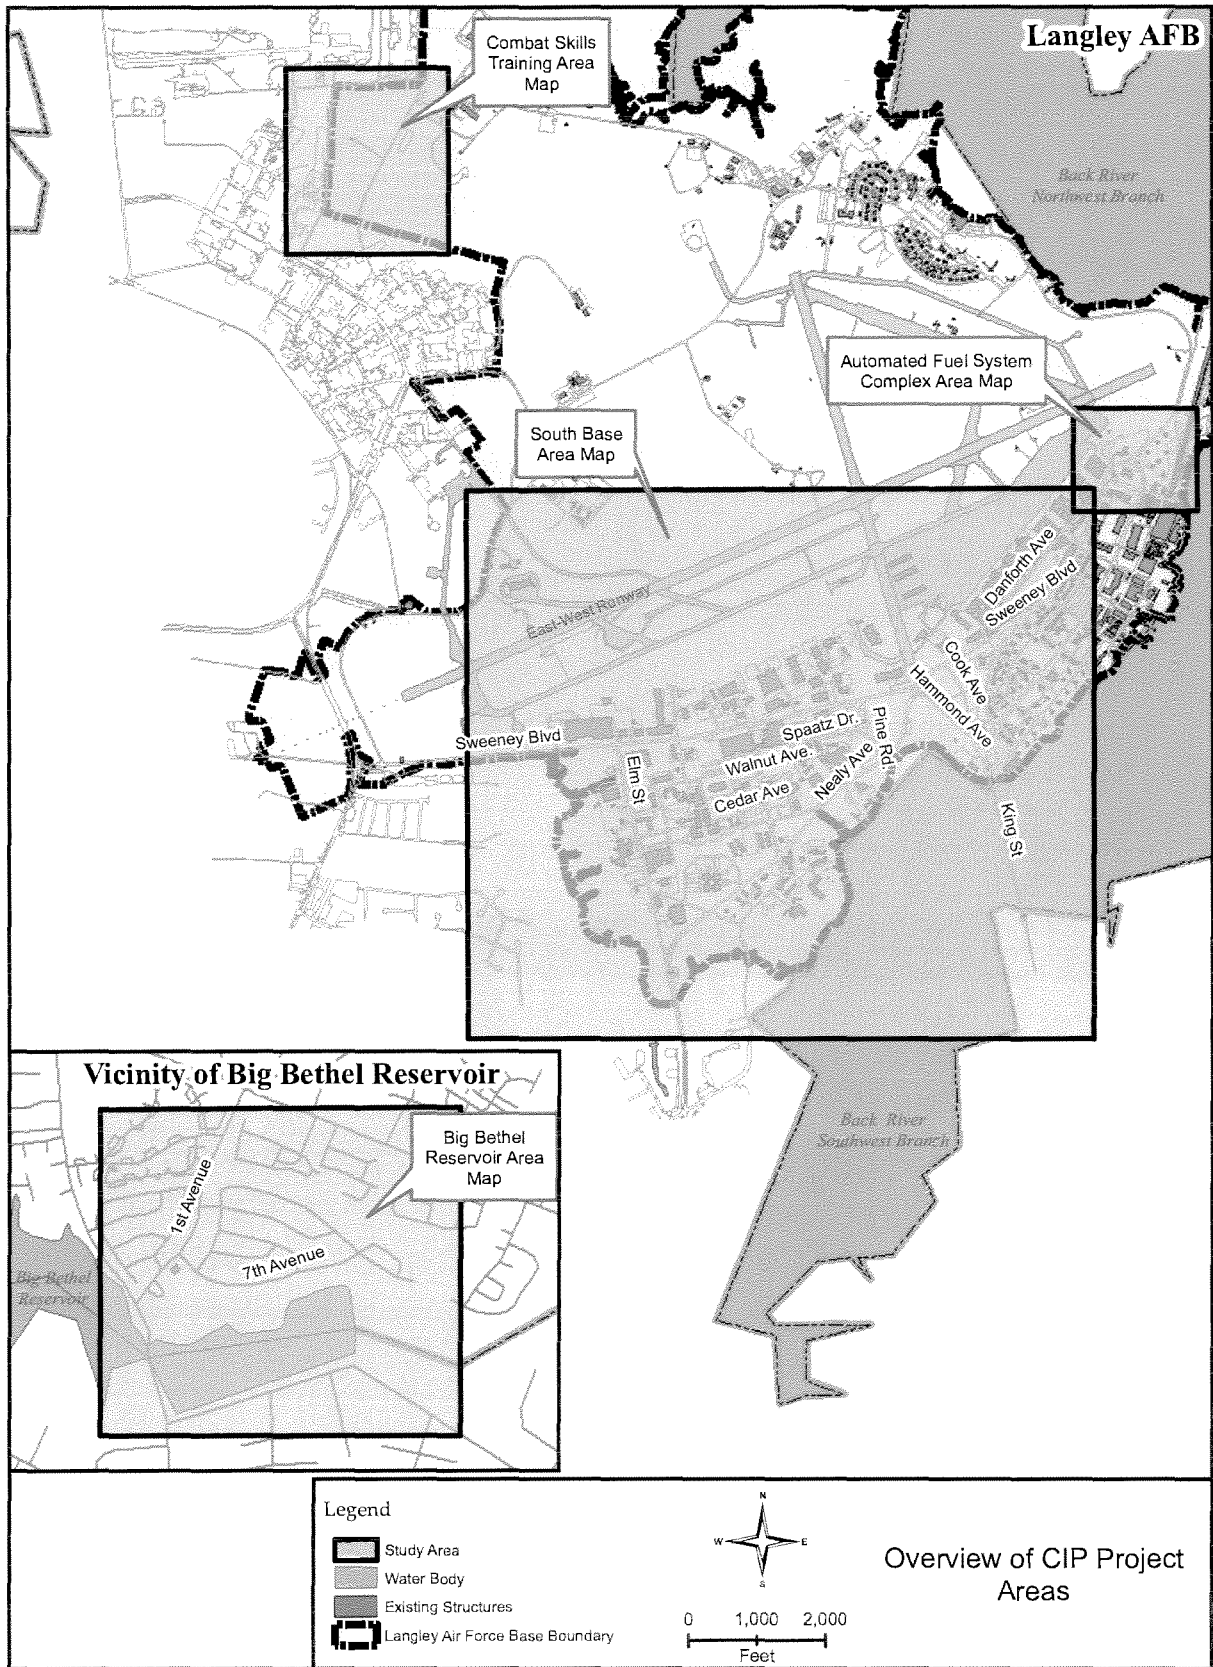 Langley AFB
Combat Skills
Training Area
Map
Back River
Northwest Branch
Automated Fuel System
Complex Area Map
South Base
Area Map
Danforth Ave
Sweeney Blvd
East-West Runway
Cook Ave
Hammond Ave
Spaatz Dr.
Pine Rd
Sweeney Blvd
Walnut Ave.
Elm St
Nealy Ave
Cedar Ave
King St
Vicinity of Big Bethel Reservoir
Big Bethel
Reservoir Area
Map
Back River
Southwest Branch
1st Avenue
7th Avenue
Big Bethel
Reservoir
Legend
Study Area
Water Body
Existing Structures
Langley Air Force Base Boundary
N
W
E
S
0 1,000 2,000
Feet
Overview of CIP Project
Areas